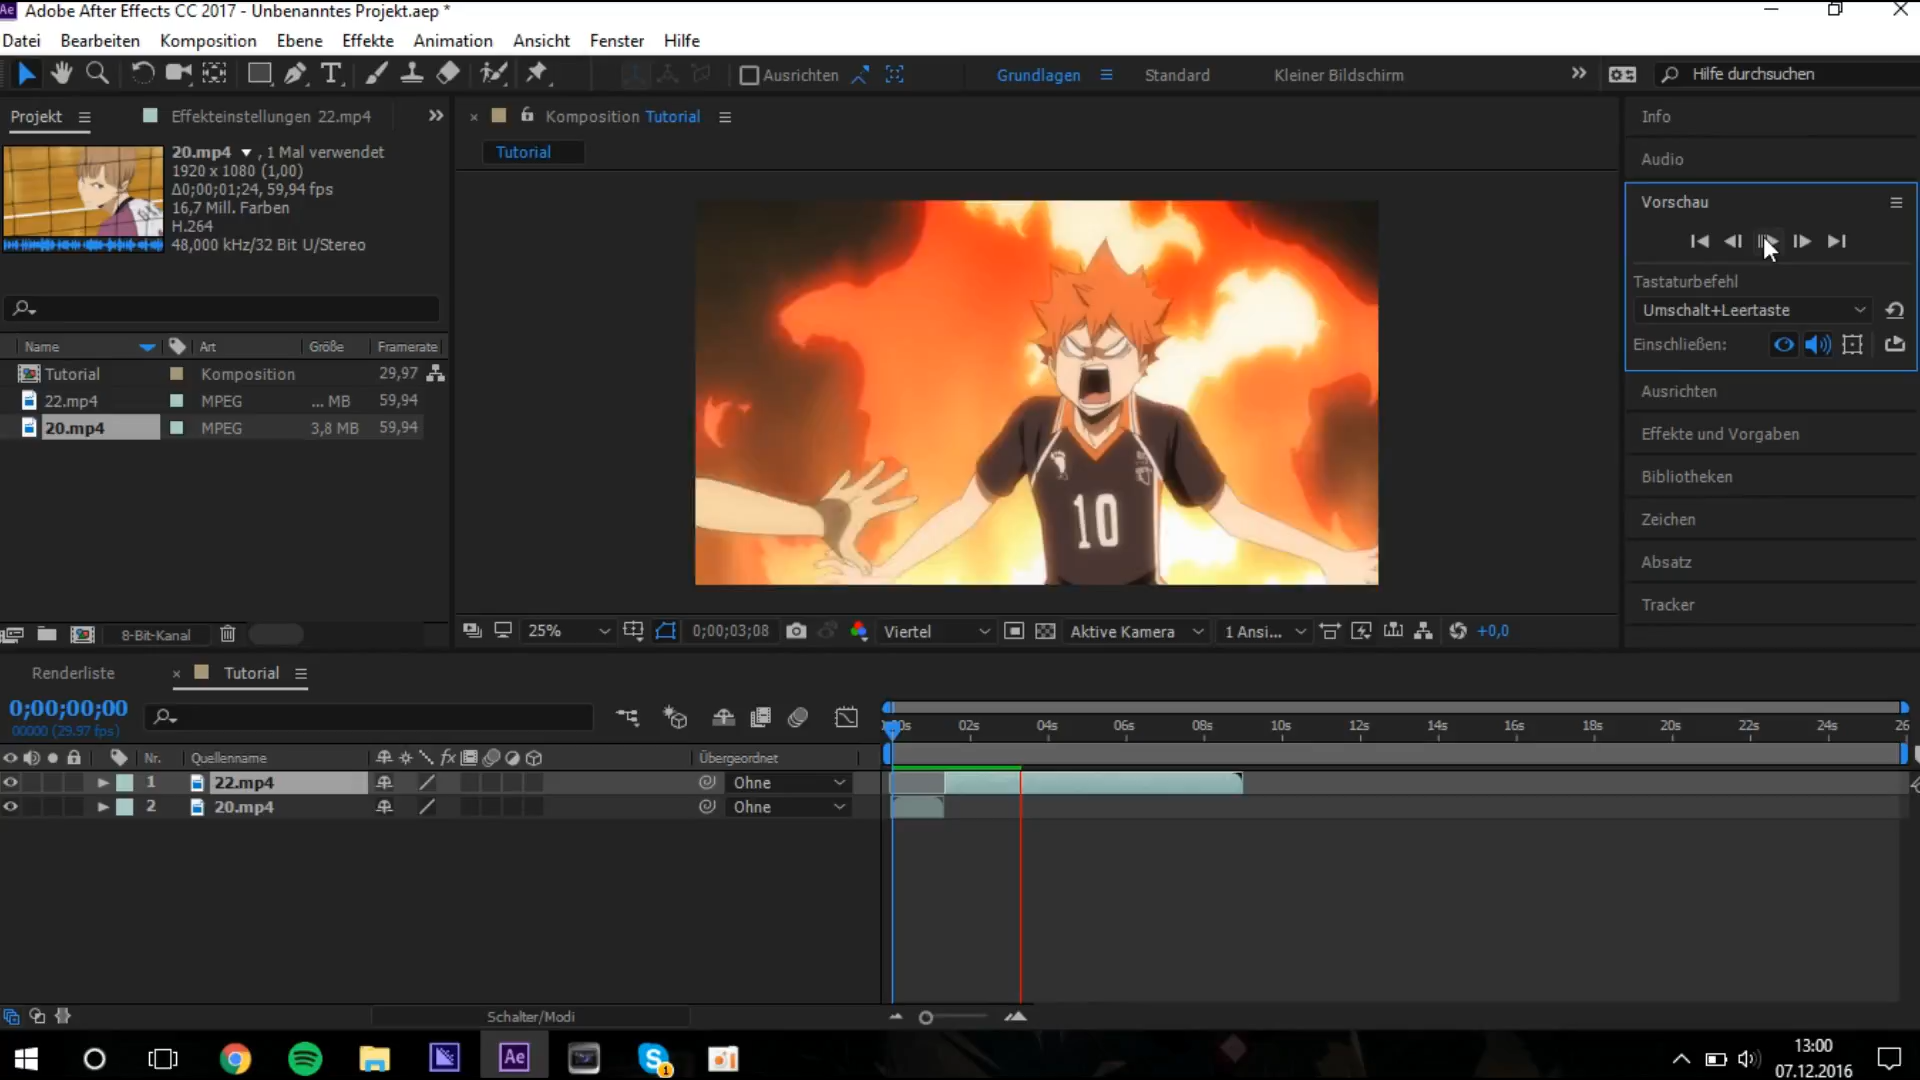 Ae Adobe After Effects CC 2017 - Unbenanntes Projekt.aep *
Datei Bearbeiten Komposition Ebene Effekte Animation Ansicht Fenster Hilfe
Ausrichten Grundlagen Standard Kleiner Bildschirm Hilfe durchsuchen
Projekt Effekteinstellungen 22.mp4 Komposition Tutorial
Tutorial
20.mp4 , 1 Mal verwendet
1920 x 1080 (1,00)
Δ0;00;01;24, 59,94 fps
16,7 Mill. Farben
H.264
48,000 kHz/32 Bit U/Stereo
Name Art Größe Framerate
Tutorial Komposition 29,97
22.mp4 MPEG ... MB 59,94
20.mp4 MPEG 3,8 MB 59,94
8-Bit-Kanal
10
25% 0;00;03;08 Viertel Aktive Kamera 1 Ansi... +0,0
Info
Audio
Vorschau
Tastaturbefehl
Umschalt+Leertaste
Einschließen:
Ausrichten
Effekte und Vorgaben
Bibliotheken
Zeichen
Absatz
Tracker
Renderliste Tutorial
0;00;00;00
00000 (29.97 fps)
02s 04s 06s 08s 10s 12s 14s 16s 18s 20s 22s 24s 26
Nr. Quellenname fx Übergeordnet
1 22.mp4 Ohne
2 20.mp4 Ohne
Schalter/Modi
Ae
1
13:00
07.12.2016